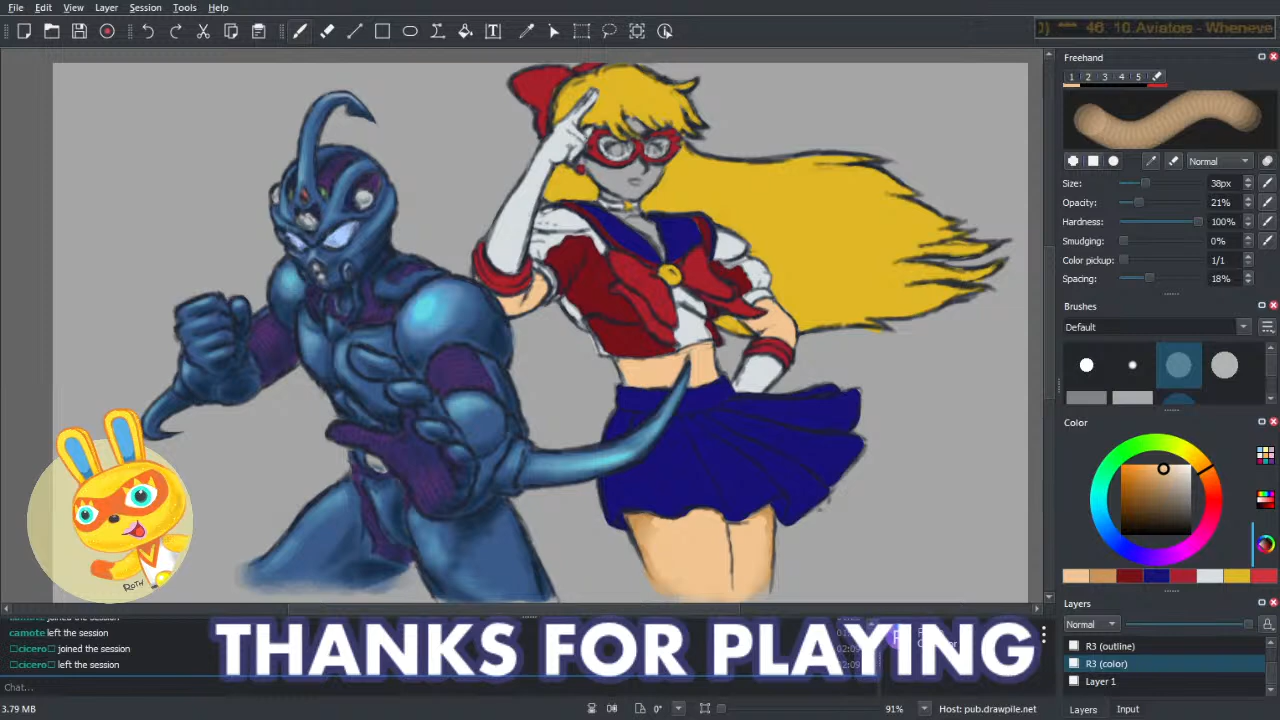 File Edit View Layer Session Tools Help
*** 46. 10 Aviators - Wheneve
Freehand
1 2 3 4 5
Normal
Size: 38px
Opacity: 21%
Hardness: 100%
Smudging: 0%
Color pickup: 1/1
Spacing: 18%
Brushes
Default
Color
Layers
Normal
R3 (outline)
R3 (color)
Layer 1
Layers Input
ROTH
joined the session
camote left the session
cicero joined the session
cicero left the session
THANKS FOR PLAYING
Chat...
3.79 MB
0°
91%
Host: pub.drawpile.net